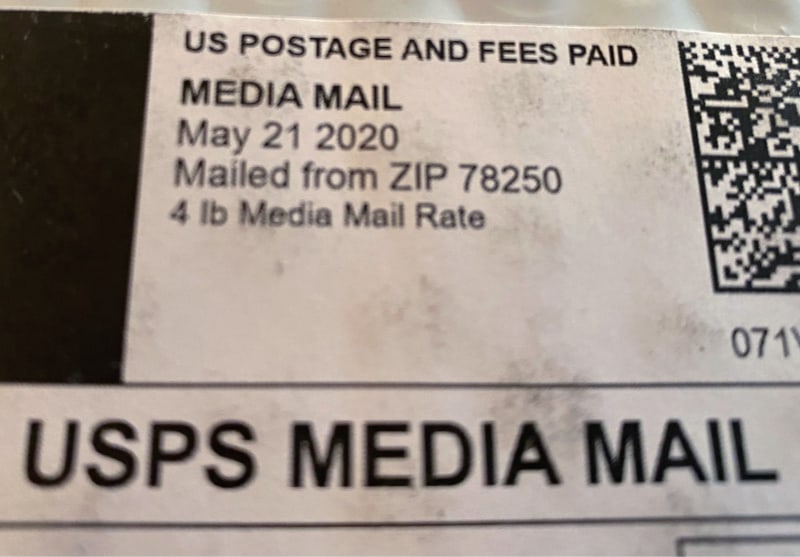 US POSTAGE AND FEES PAID
MEDIA MAIL
May 21 2020
Mailed from ZIP 78250
4 lb Media Mail Rate
071
USPS MEDIA MAIL